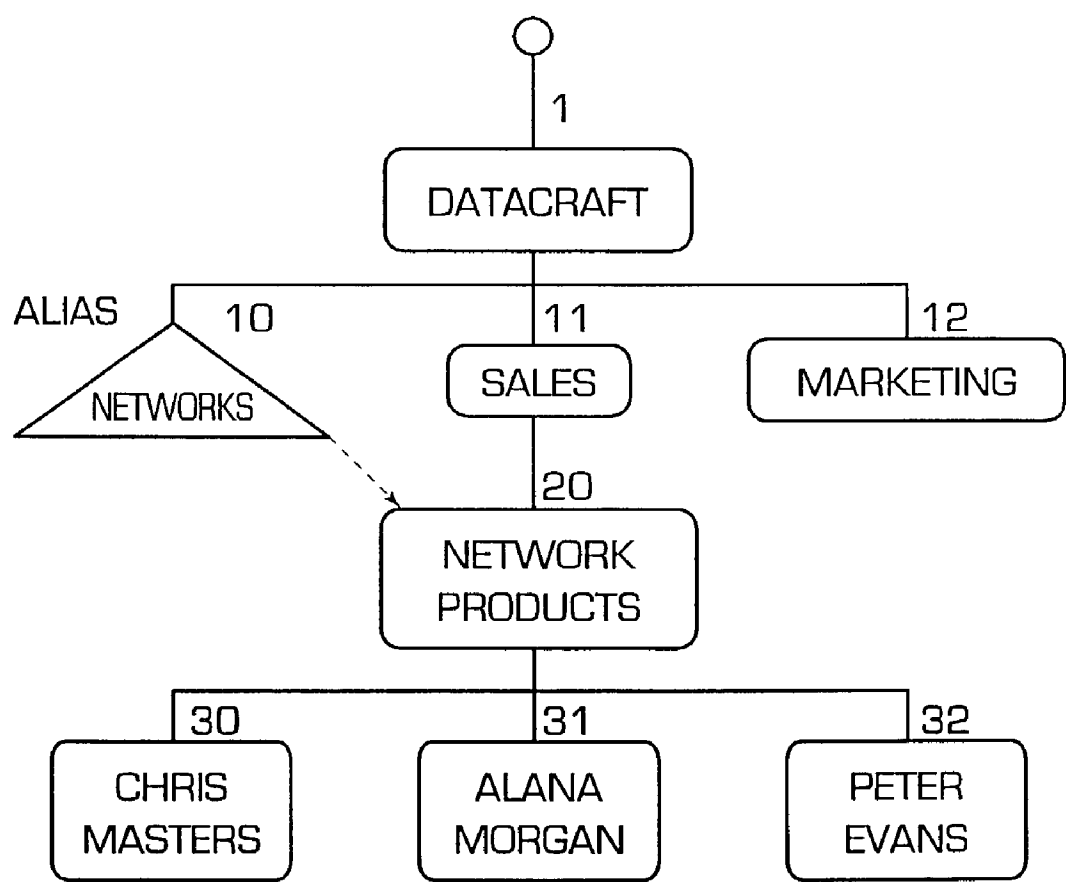 1
DATACRAFT
ALIAS
10
11
12
NETWORKS
SALES
MARKETING
20
NETWORK
PRODUCTS
30
31
32
CHRIS
MASTERS
ALANA
MORGAN
PETER
EVANS